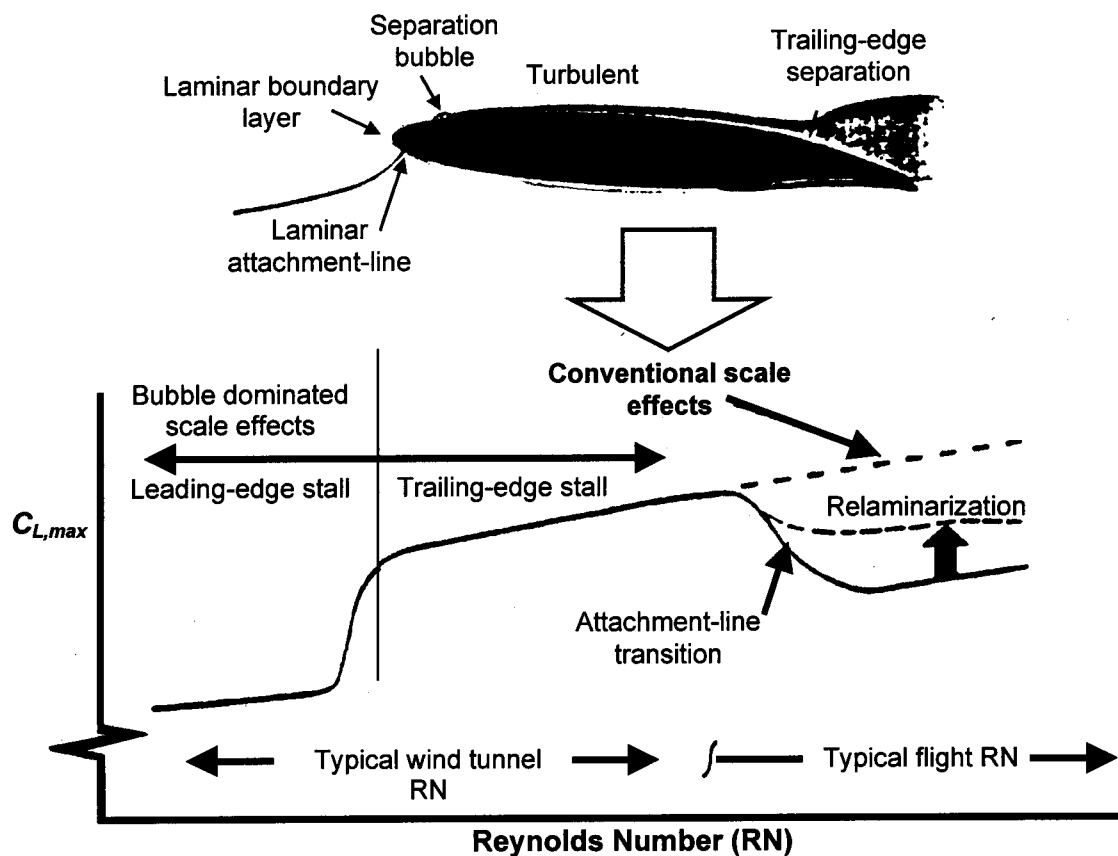 Separation
bubble
Trailing-edge
separation
Turbulent
Laminar boundary
layer
Laminar
attachment-line
Conventional scale
effects
Bubble dominated
scale effects
Leading-edge stall
Trailing-edge stall
Relaminarization
C_L,max
Attachment-line
transition
Typical wind tunnel
RN
Typical flight RN
Reynolds Number (RN)